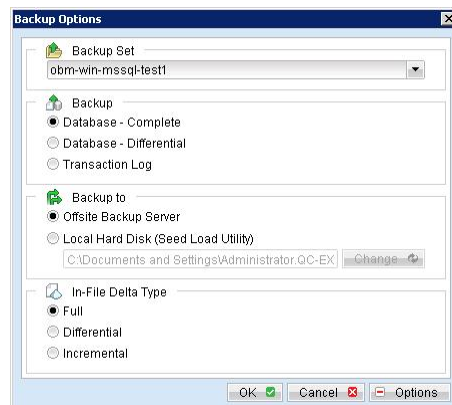 Backup Options
Backup Set
obm-win-mssql-test1
Backup
Database - Complete
Database - Differential
Transaction Log
Backup to
Offsite Backup Server
Local Hard Disk (Seed Load Utility)
C:\Documents and Settings\Administrator.QC-EX
Change
In-File Delta Type
Full
Differential
Incremental
OK Cancel Options